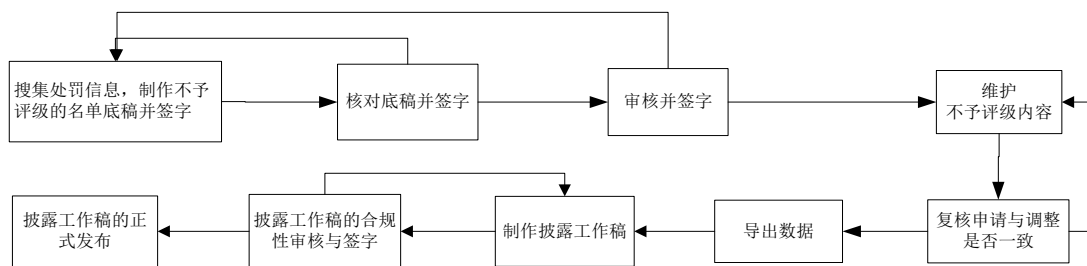 搜集处罚信息，制作不予
评级的名单底稿并签字
核对底稿并签字
审核并签字
维护
不予评级内容
披露工作稿的正
式发布
披露工作稿的合规
性审核与签字
制作披露工作稿
导出数据
复核申请与调整
是否一致